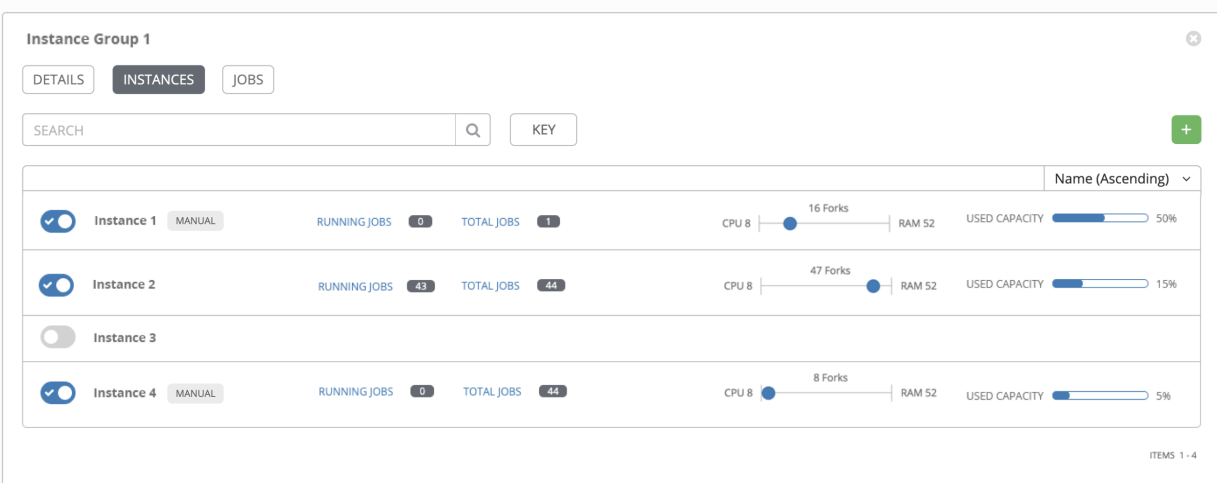 Instance Group 1
DETAILS INSTANCES JOBS
SEARCH KEY +
Name (Ascending)
Instance 1 MANUAL RUNNING JOBS 0 TOTAL JOBS 1 CPU 8 16 Forks RAM 52 USED CAPACITY 50%
Instance 2 RUNNING JOBS 43 TOTAL JOBS 44 CPU 8 47 Forks RAM 52 USED CAPACITY 15%
Instance 3
Instance 4 MANUAL RUNNING JOBS 0 TOTAL JOBS 44 CPU 8 8 Forks RAM 52 USED CAPACITY 5%
ITEMS 1 - 4